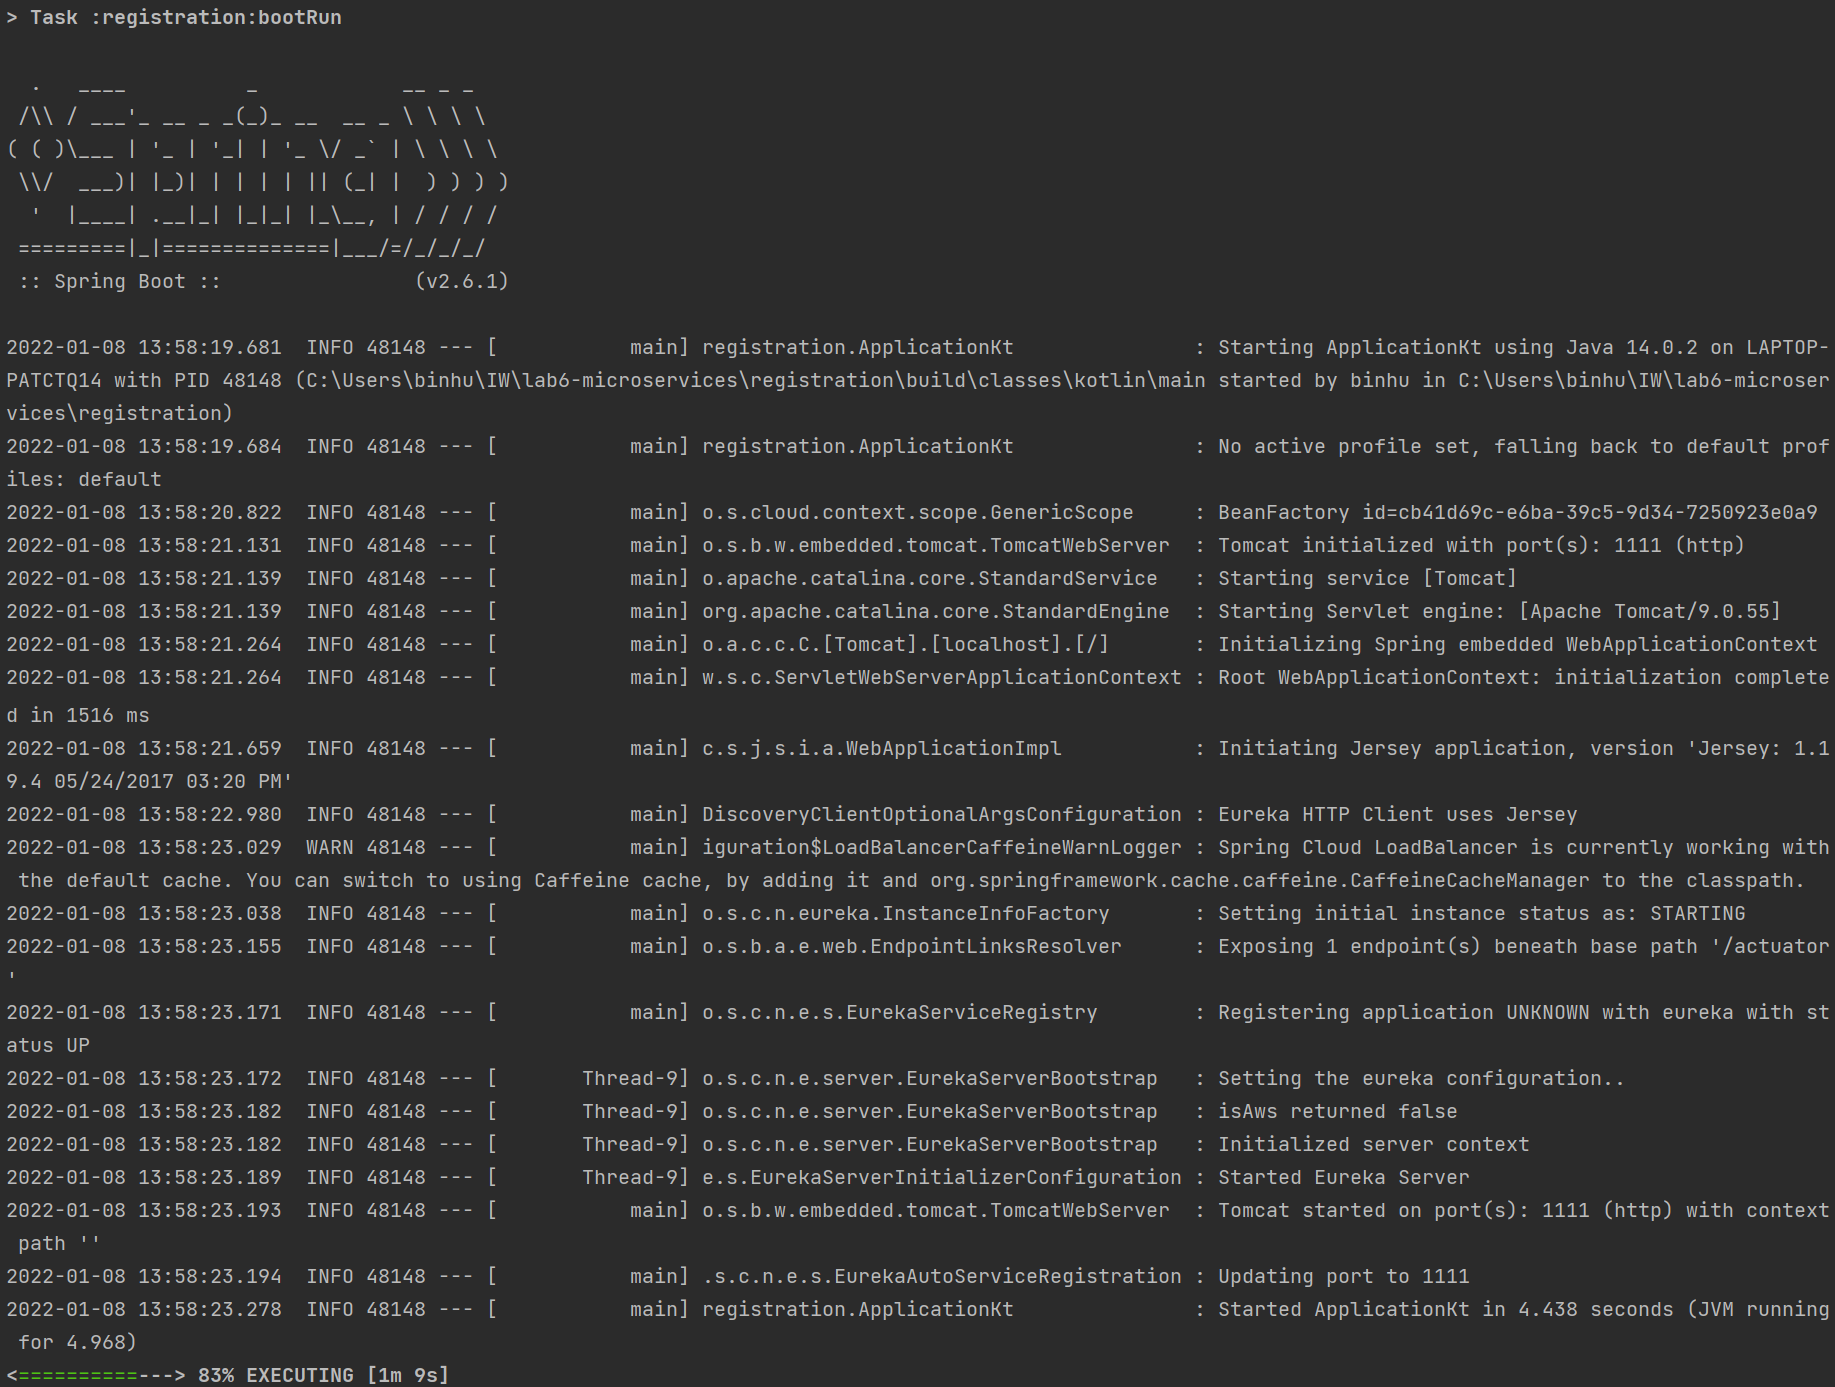 > Task :registration:bootRun
  .   ____          _            __ _ _
 /\\ / ___'_ __ _ _(_)_ __  __ _ \ \ \ \
( ( )\___ | '_ | '_| | '_ \/ _` | \ \ \ \
 \\/  ___)| |_)| | | | | || (_| |  ) ) ) )
  '  |____| .__|_| |_|_| |_\__, | / / / /
 =========|_|==============|___/=/_/_/_/
 :: Spring Boot ::                (v2.6.1)
2022-01-08 13:58:19.681  INFO 48148 --- [           main] registration.ApplicationKt               : Starting ApplicationKt using Java 14.0.2 on LAPTOP-
PATCTQ14 with PID 48148 (C:\Users\binhu\IW\lab6-microservices\registration\build\classes\kotlin\main started by binhu in C:\Users\binhu\IW\lab6-microser
vices\registration)
2022-01-08 13:58:19.684  INFO 48148 --- [           main] registration.ApplicationKt               : No active profile set, falling back to default prof
iles: default
2022-01-08 13:58:20.822  INFO 48148 --- [           main] o.s.cloud.context.scope.GenericScope     : BeanFactory id=cb41d69c-e6ba-39c5-9d34-7250923e0a9
2022-01-08 13:58:21.131  INFO 48148 --- [           main] o.s.b.w.embedded.tomcat.TomcatWebServer  : Tomcat initialized with port(s): 1111 (http)
2022-01-08 13:58:21.139  INFO 48148 --- [           main] o.apache.catalina.core.StandardService   : Starting service [Tomcat]
2022-01-08 13:58:21.139  INFO 48148 --- [           main] org.apache.catalina.core.StandardEngine  : Starting Servlet engine: [Apache Tomcat/9.0.55]
2022-01-08 13:58:21.264  INFO 48148 --- [           main] o.a.c.c.C.[Tomcat].[localhost].[/]       : Initializing Spring embedded WebApplicationContext
2022-01-08 13:58:21.264  INFO 48148 --- [           main] w.s.c.ServletWebServerApplicationContext : Root WebApplicationContext: initialization complete
d in 1516 ms
2022-01-08 13:58:21.659  INFO 48148 --- [           main] c.s.j.s.i.a.WebApplicationImpl           : Initiating Jersey application, version 'Jersey: 1.1
9.4 05/24/2017 03:20 PM'
2022-01-08 13:58:22.980  INFO 48148 --- [           main] DiscoveryClientOptionalArgsConfiguration : Eureka HTTP Client uses Jersey
2022-01-08 13:58:23.029  WARN 48148 --- [           main] iguration$LoadBalancerCaffeineWarnLogger : Spring Cloud LoadBalancer is currently working with
 the default cache. You can switch to using Caffeine cache, by adding it and org.springframework.cache.caffeine.CaffeineCacheManager to the classpath.
2022-01-08 13:58:23.038  INFO 48148 --- [           main] o.s.c.n.eureka.InstanceInfoFactory       : Setting initial instance status as: STARTING
2022-01-08 13:58:23.155  INFO 48148 --- [           main] o.s.b.a.e.web.EndpointLinksResolver      : Exposing 1 endpoint(s) beneath base path '/actuator
'
2022-01-08 13:58:23.171  INFO 48148 --- [           main] o.s.c.n.e.s.EurekaServiceRegistry        : Registering application UNKNOWN with eureka with st
atus UP
2022-01-08 13:58:23.172  INFO 48148 --- [       Thread-9] o.s.c.n.e.server.EurekaServerBootstrap   : Setting the eureka configuration..
2022-01-08 13:58:23.182  INFO 48148 --- [       Thread-9] o.s.c.n.e.server.EurekaServerBootstrap   : isAws returned false
2022-01-08 13:58:23.182  INFO 48148 --- [       Thread-9] o.s.c.n.e.server.EurekaServerBootstrap   : Initialized server context
2022-01-08 13:58:23.189  INFO 48148 --- [       Thread-9] e.s.EurekaServerInitializerConfiguration : Started Eureka Server
2022-01-08 13:58:23.193  INFO 48148 --- [           main] o.s.b.w.embedded.tomcat.TomcatWebServer  : Tomcat started on port(s): 1111 (http) with context
 path ''
2022-01-08 13:58:23.194  INFO 48148 --- [           main] .s.c.n.e.s.EurekaAutoServiceRegistration : Updating port to 1111
2022-01-08 13:58:23.278  INFO 48148 --- [           main] registration.ApplicationKt               : Started ApplicationKt in 4.438 seconds (JVM running
 for 4.968)
<==========---> 83% EXECUTING [1m 9s]